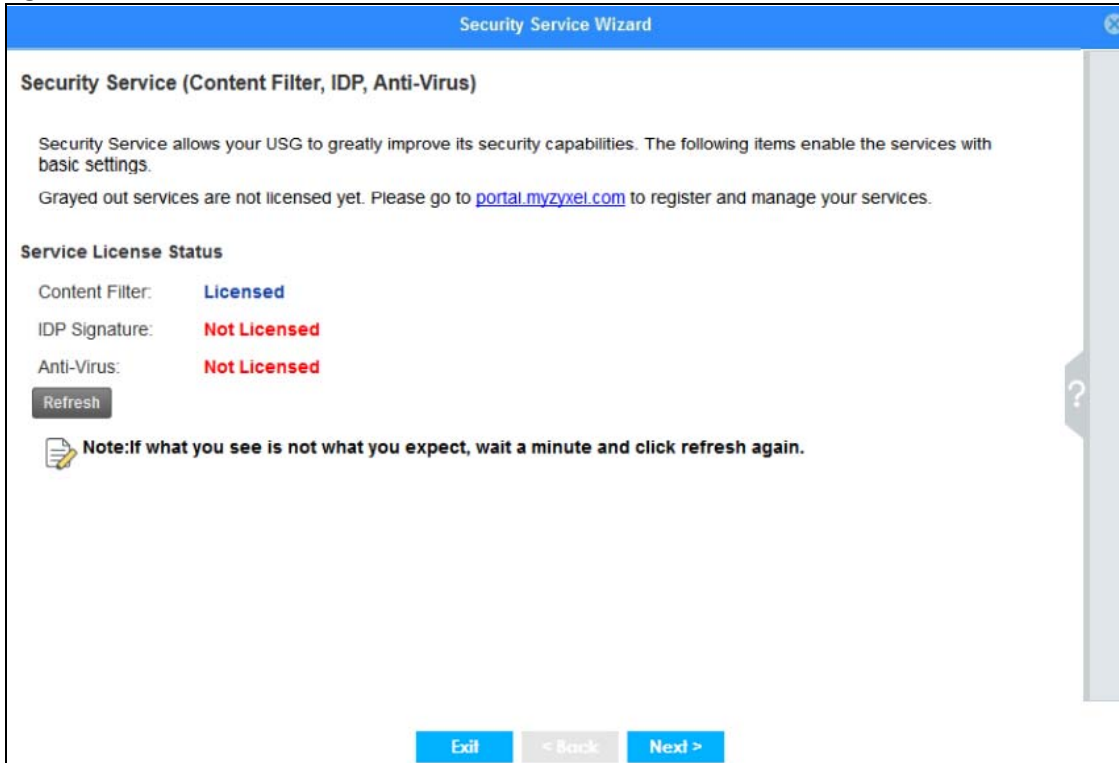 Security Service Wizard
Security Service (Content Filter, IDP, Anti-Virus)
Security Service allows your USG to greatly improve its security capabilities. The following items enable the services with
basic settings.
Grayed out services are not licensed yet. Please go to portal.myzyxel.com to register and manage your services.
Service License Status
Content Filter: Licensed
IDP Signature: Not Licensed
Anti-Virus: Not Licensed
Refresh
?
Note:If what you see is not what you expect, wait a minute and click refresh again.
Exit < Back Next >